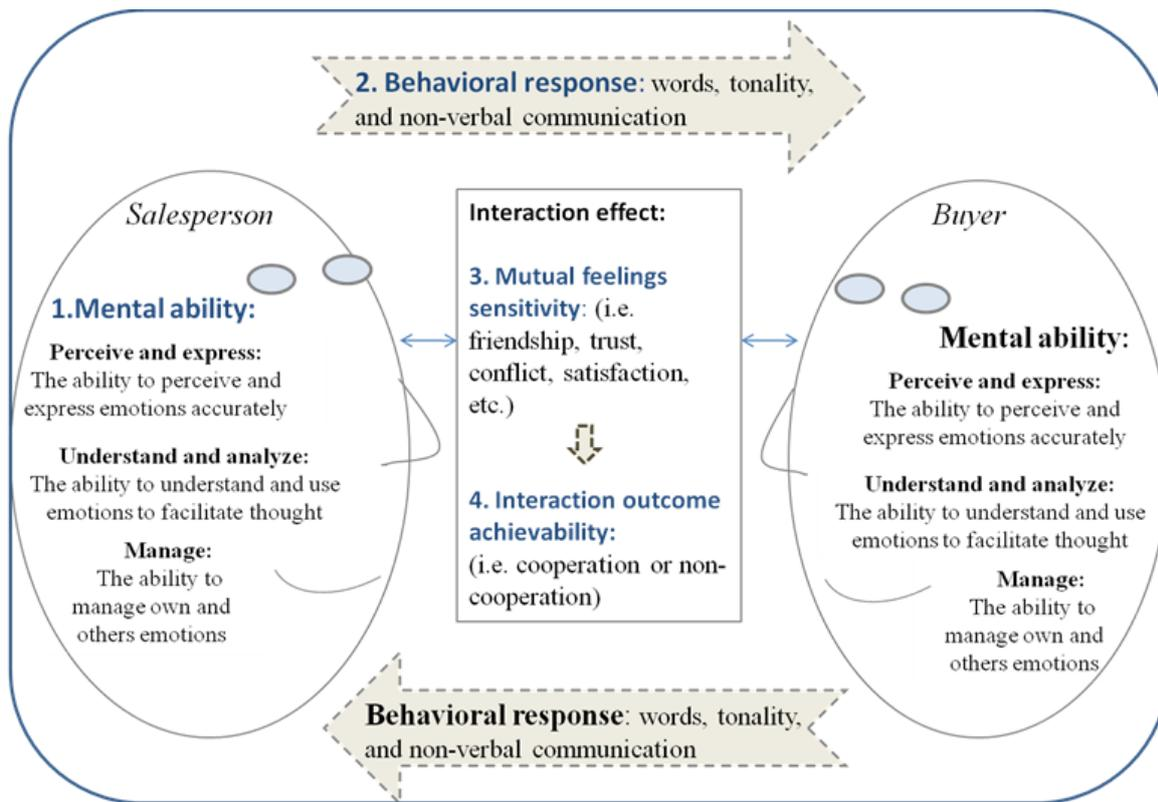 2. Behavioral response: words, tonality,
and non-verbal communication
Salesperson
1.Mental ability:
Perceive and express:
The ability to perceive and
express emotions accurately
Understand and analyze:
The ability to understand and use
emotions to facilitate thought
Manage:
The ability to
manage own and
others emotions
Interaction effect:
3. Mutual feelings
sensitivity: (i.e.
friendship, trust,
conflict, satisfaction,
etc.)
4. Interaction outcome
achievability:
(i.e. cooperation or non-
cooperation)
Buyer
Mental ability:
Perceive and express:
The ability to perceive and
express emotions accurately
Understand and analyze:
The ability to understand and use
emotions to facilitate thought
Manage:
The ability to
manage own and
others emotions
Behavioral response: words, tonality,
and non-verbal communication